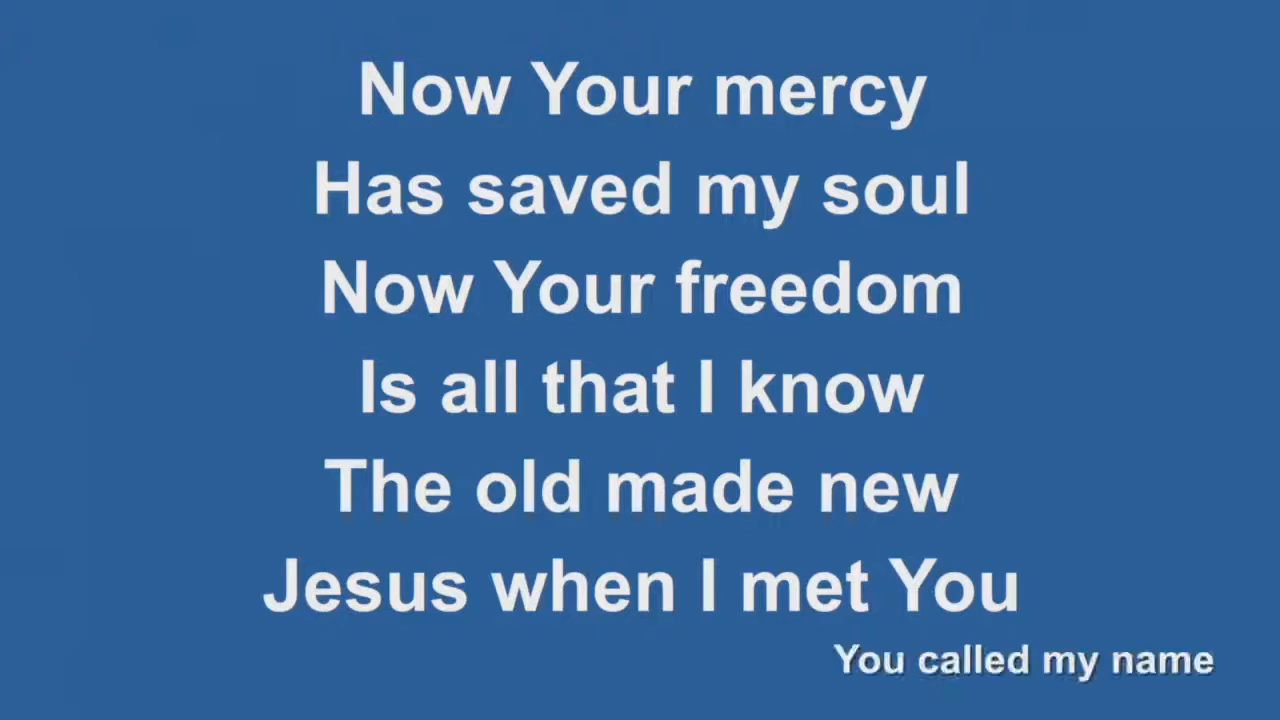 Now Your mercy
Has saved my soul
Now Your freedom
Is all that I know
The old made new
Jesus when I met You
You called my name